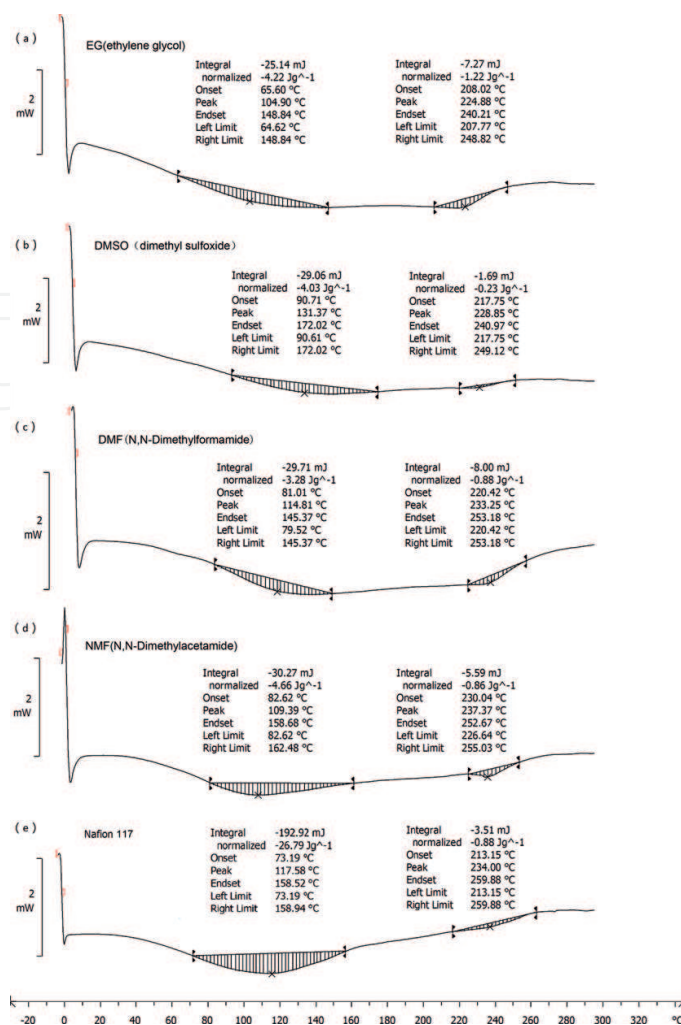 (a)
EG(ethylene glycol)
Integral -25.14 mJ
normalized -4.22 Jg^-1
Onset 65.60 °C
Peak 104.90 °C
Endset 148.84 °C
Left Limit 64.62 °C
Right Limit 148.84 °C
Integral -7.27 mJ
normalized -1.22 Jg^-1
Onset 208.02 °C
Peak 224.88 °C
Endset 240.21 °C
Left Limit 207.77 °C
Right Limit 248.82 °C
2
mW
(b)
DMSO (dimethyl sulfoxide)
Integral -29.06 mJ
normalized -4.03 Jg^-1
Onset 90.71 °C
Peak 131.37 °C
Endset 172.02 °C
Left Limit 90.61 °C
Right Limit 172.02 °C
Integral -1.69 mJ
normalized -0.23 Jg^-1
Onset 217.75 °C
Peak 228.85 °C
Endset 240.97 °C
Left Limit 217.75 °C
Right Limit 249.12 °C
2
mW
(c)
DMF(N,N-Dimethylformamide)
Integral -29.71 mJ
normalized -3.28 Jg^-1
Onset 81.01 °C
Peak 114.81 °C
Endset 145.37 °C
Left Limit 79.52 °C
Right Limit 145.37 °C
Integral -8.00 mJ
normalized -0.88 Jg^-1
Onset 220.42 °C
Peak 233.25 °C
Endset 253.18 °C
Left Limit 220.42 °C
Right Limit 253.18 °C
2
mW
(d)
NMF(N,N-Dimethylacetamide)
Integral -30.27 mJ
normalized -4.66 Jg^-1
Onset 82.62 °C
Peak 109.39 °C
Endset 158.68 °C
Left Limit 82.62 °C
Right Limit 162.48 °C
Integral -5.59 mJ
normalized -0.86 Jg^-1
Onset 230.04 °C
Peak 237.37 °C
Endset 252.67 °C
Left Limit 226.64 °C
Right Limit 255.03 °C
2
mW
(e)
Nafion 117
Integral -192.92 mJ
normalized -26.79 Jg^-1
Onset 73.19 °C
Peak 117.58 °C
Endset 158.52 °C
Left Limit 73.19 °C
Right Limit 158.94 °C
Integral -3.51 mJ
normalized -0.88 Jg^-1
Onset 213.15 °C
Peak 234.00 °C
Endset 259.88 °C
Left Limit 213.15 °C
Right Limit 259.88 °C
2
mW
-20 0 20 40 60 80 100 120 140 160 180 200 220 240 260 280 300 320 °C